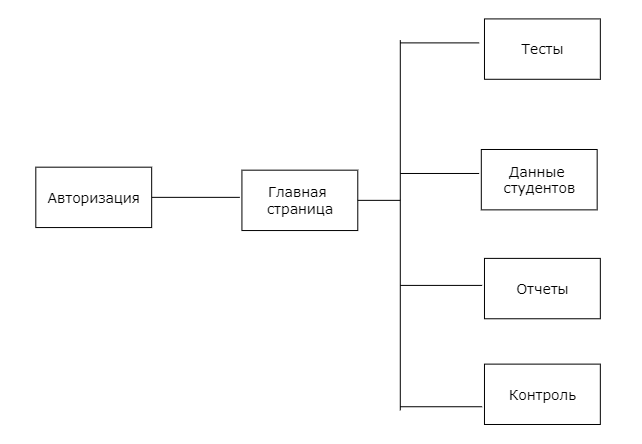 Авторизация
Главная
страница
Тесты
Данные
студентов
Отчеты
Контроль